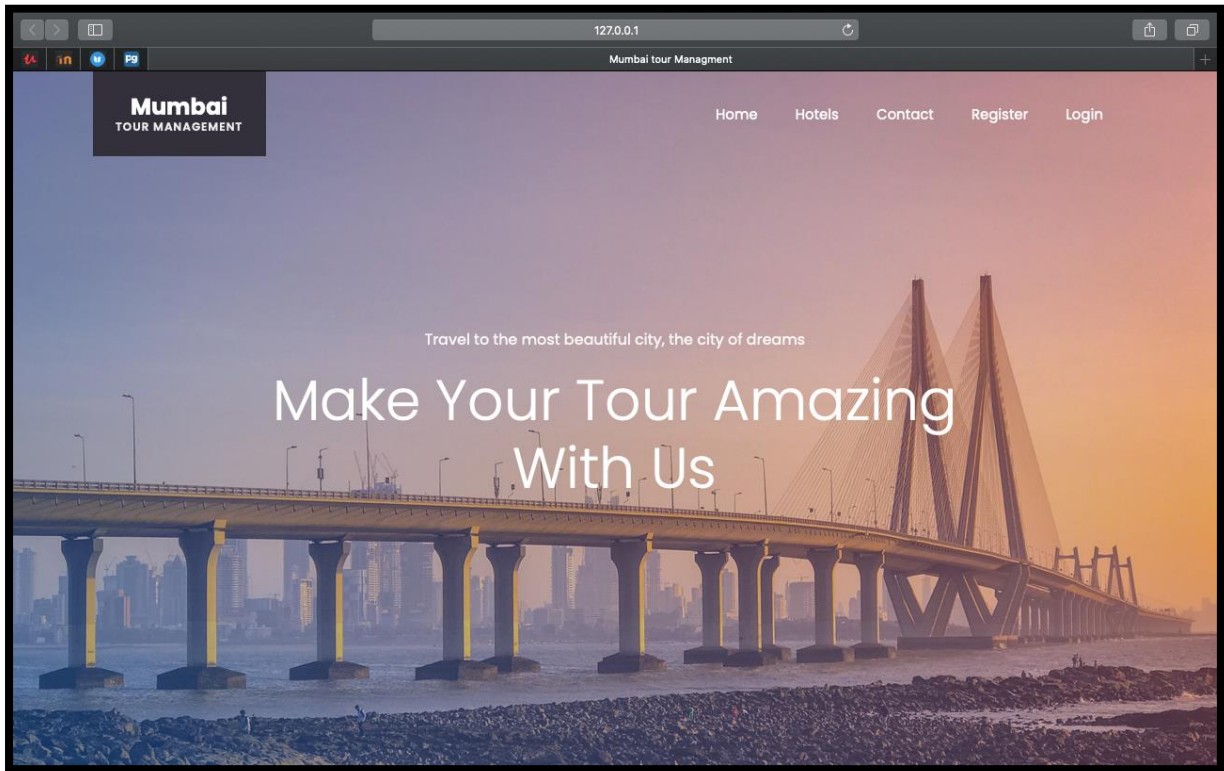 127.0.0.1
Mumbai tour Managment
Mumbai
TOUR MANAGEMENT
Home Hotels Contact Register Login
Travel to the most beautiful city, the city of dreams
Make Your Tour Amazing
With Us